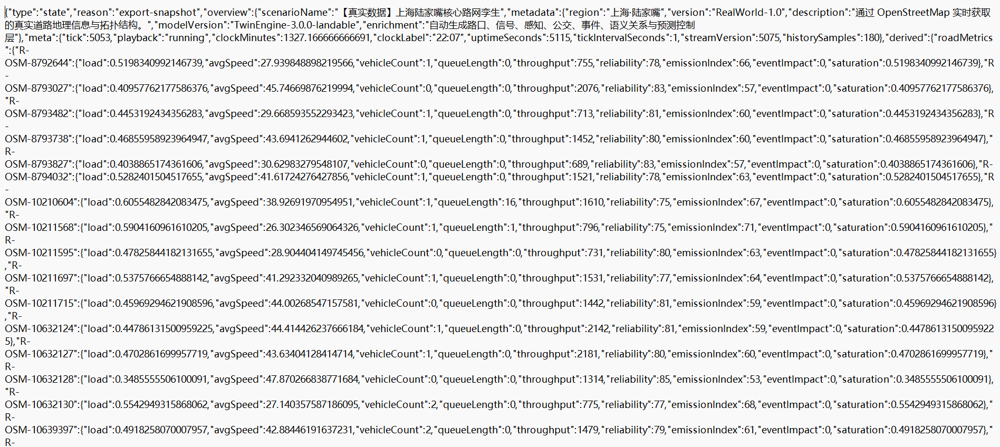 {"type":"state","reason":"export-snapshot","overview":{"scenarioName":"【真实数据】上海陆家嘴核心路网孪生","metadata":{"region":"上海·陆家嘴","version":"RealWorld-1.0","description":"通过 OpenStreetMap 实时获取
的真实道路地理信息与拓扑结构。","modelVersion":"TwinEngine-3.0.0-landable","enrichment":"自动生成路口、信号、感知、公交、事件、语义关系与预测控制
层"},"meta":{"tick":5053,"playback":"running","clockMinutes":1327.166666666691,"clockLabel":"22:07","uptimeSeconds":5115,"tickIntervalSeconds":1,"streamVersion":5075,"historySamples":180},"derived":{"roadMetrics
":{"R-
OSM-8792644":{"load":0.5198340992146739,"avgSpeed":27.939848898219566,"vehicleCount":1,"queueLength":0,"throughput":755,"reliability":78,"emissionIndex":66,"eventImpact":0,"saturation":0.5198340992146739},"R
-
OSM-8793027":{"load":0.40957762177586376,"avgSpeed":45.74669876219994,"vehicleCount":0,"queueLength":0,"throughput":2076,"reliability":83,"emissionIndex":57,"eventImpact":0,"saturation":0.40957762177586376},
"R-
OSM-8793482":{"load":0.4453192434356283,"avgSpeed":29.668593552293423,"vehicleCount":1,"queueLength":0,"throughput":713,"reliability":81,"emissionIndex":60,"eventImpact":0,"saturation":0.4453192434356283},"R
-
OSM-8793738":{"load":0.46855958923964947,"avgSpeed":43.6941262944602,"vehicleCount":1,"queueLength":0,"throughput":1452,"reliability":80,"emissionIndex":60,"eventImpact":0,"saturation":0.46855958923964947},"
R-
OSM-8793827":{"load":0.4038865174361606,"avgSpeed":30.62983279548107,"vehicleCount":0,"queueLength":0,"throughput":689,"reliability":83,"emissionIndex":57,"eventImpact":0,"saturation":0.4038865174361606},"R-
OSM-8794032":{"load":0.5282401504517655,"avgSpeed":41.61724276427856,"vehicleCount":1,"queueLength":0,"throughput":1521,"reliability":78,"emissionIndex":63,"eventImpact":0,"saturation":0.5282401504517655},"R
-
OSM-10210604":{"load":0.6055482842083475,"avgSpeed":38.92691970954951,"vehicleCount":1,"queueLength":16,"throughput":1610,"reliability":75,"emissionIndex":67,"eventImpact":0,"saturation":0.6055482842083475},
"R-
OSM-10211568":{"load":0.5904160961610205,"avgSpeed":26.302346569064326,"vehicleCount":1,"queueLength":1,"throughput":796,"reliability":75,"emissionIndex":71,"eventImpact":0,"saturation":0.5904160961610205},"
R-
OSM-10211595":{"load":0.47825844182131655,"avgSpeed":28.904404149745456,"vehicleCount":0,"queueLength":0,"throughput":731,"reliability":80,"emissionIndex":63,"eventImpact":0,"saturation":0.47825844182131655}
,"R-
OSM-10211697":{"load":0.5375766654888142,"avgSpeed":41.292332040989265,"vehicleCount":1,"queueLength":0,"throughput":1531,"reliability":77,"emissionIndex":64,"eventImpact":0,"saturation":0.5375766654888142},
"R-
OSM-10211715":{"load":0.45969294621908596,"avgSpeed":44.00268547157581,"vehicleCount":0,"queueLength":0,"throughput":1442,"reliability":81,"emissionIndex":59,"eventImpact":0,"saturation":0.45969294621908596}
,"R-
OSM-10632124":{"load":0.44786131500959225,"avgSpeed":44.414426237666184,"vehicleCount":1,"queueLength":0,"throughput":2142,"reliability":81,"emissionIndex":59,"eventImpact":0,"saturation":0.4478613150095922
5},"R-
OSM-10632127":{"load":0.4702861699957719,"avgSpeed":43.63404128414714,"vehicleCount":1,"queueLength":0,"throughput":2181,"reliability":80,"emissionIndex":60,"eventImpact":0,"saturation":0.4702861699957719},"
R-
OSM-10632128":{"load":0.3485555506100091,"avgSpeed":47.870266838771684,"vehicleCount":0,"queueLength":0,"throughput":1314,"reliability":85,"emissionIndex":53,"eventImpact":0,"saturation":0.3485555506100091},
"R-
OSM-10632130":{"load":0.5542949315868062,"avgSpeed":27.140357587186095,"vehicleCount":2,"queueLength":0,"throughput":775,"reliability":77,"emissionIndex":68,"eventImpact":0,"saturation":0.5542949315868062},"
R-
OSM-10639397":{"load":0.4918258070007957,"avgSpeed":42.88446191637231,"vehicleCount":2,"queueLength":0,"throughput":1479,"reliability":79,"emissionIndex":61,"eventImpact":0,"saturation":0.4918258070007957},"
R-